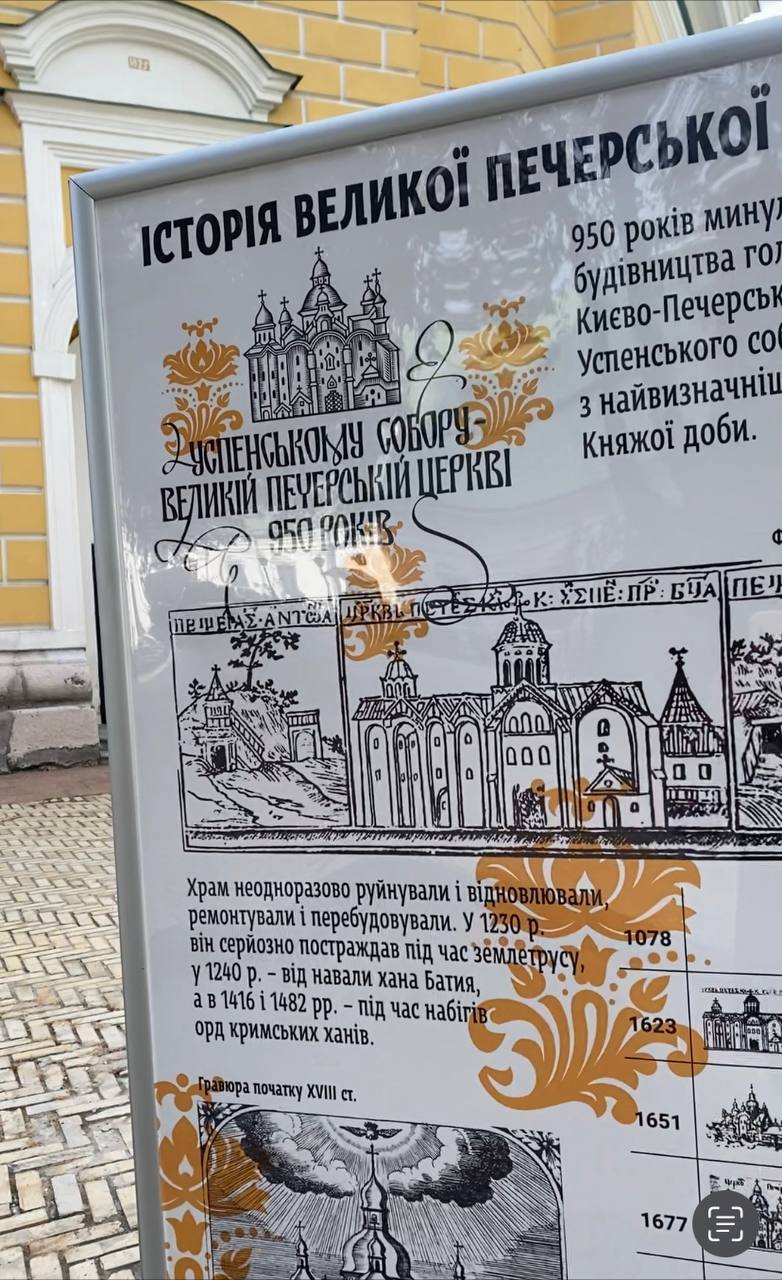 ІСТОРІЯ ВЕЛИКОЇ ПЕЧЕРСЬКОЇ
950 років мину
будівництва гол
Києво-Печерськ
Успенського со
з найвизначніш
Княжої доби.
УСПЕНСЬКОМУ СОБОРУ-
ВЕЛИКІЙ ПЕЧЕРСЬКІЙ ЦЕРКВІ
950 РОКІВ
Храм неодноразово руйнували і відновлювали,
ремонтували і перебудовували. У 1230 р.
він серйозно постраждав під час землетрусу,
у 1240 р. – від навали хана Батия,
а в 1416 і 1482 рр. – під час набігів
орд кримських ханів.
1078
1623
1651
1677
Гравюра початку XVIII ст.